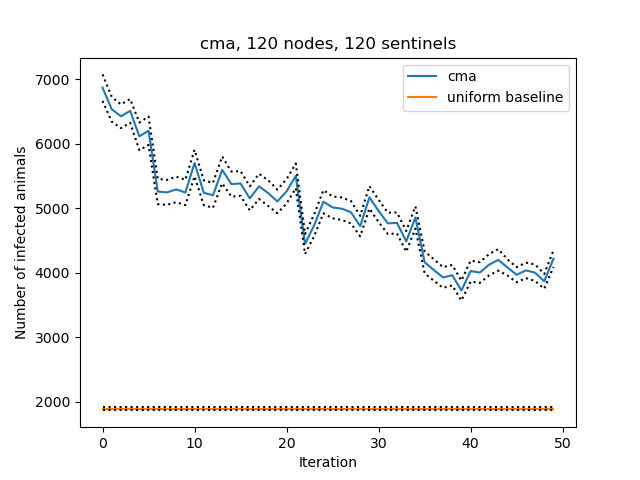 cma, 120 nodes, 120 sentinels
7000
6000
5000
4000
3000
2000
Number of infected animals
cma
uniform baseline
0
10
20
30
40
50
Iteration